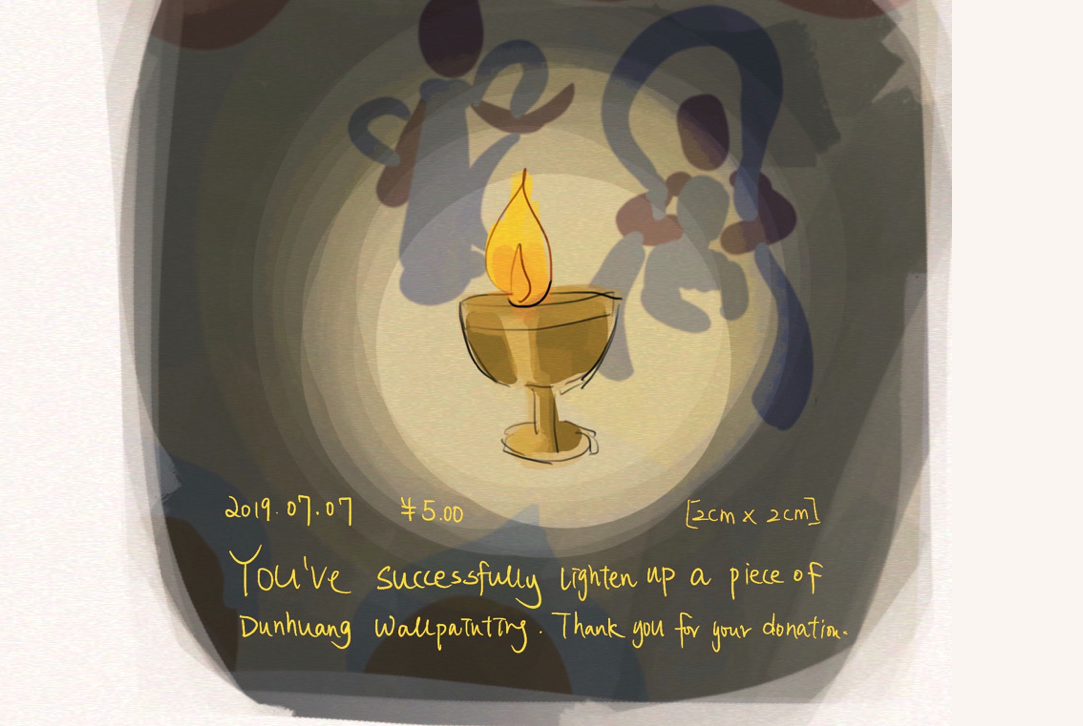 2019.07.07 ¥5.00 [2cm x 2cm]
You've successfully lighten up a piece of
Dunhuang Wallpainting. Thank you for your donation.